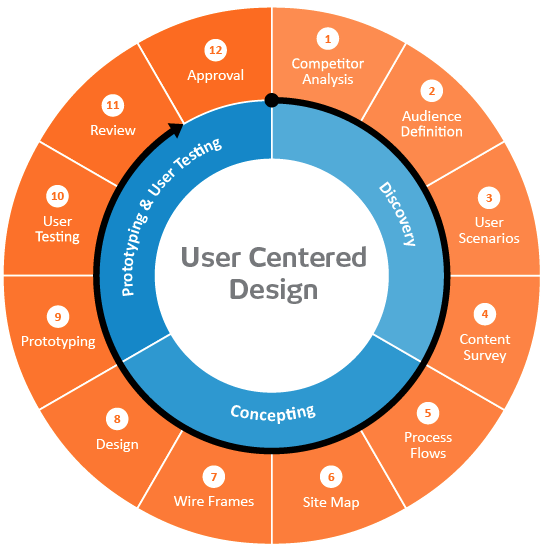 User Centered
Design
Discovery
Concepting
Prototyping & User Testing
1
Competitor
Analysis
2
Audience
Definition
3
User
Scenarios
4
Content
Survey
5
Process
Flows
6
Site Map
7
Wire Frames
8
Design
9
Prototyping
10
User
Testing
11
Review
12
Approval